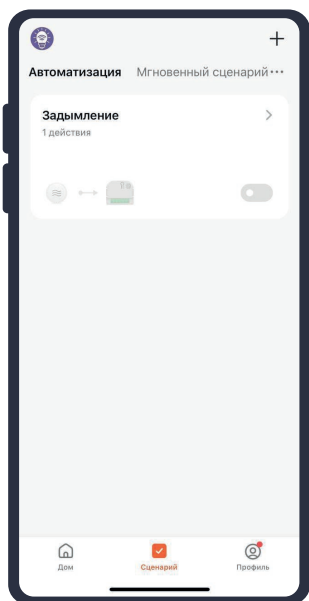 Автоматизация Мгновенный сценарий
Задымление
1 действия
Дом Сценарий Профиль